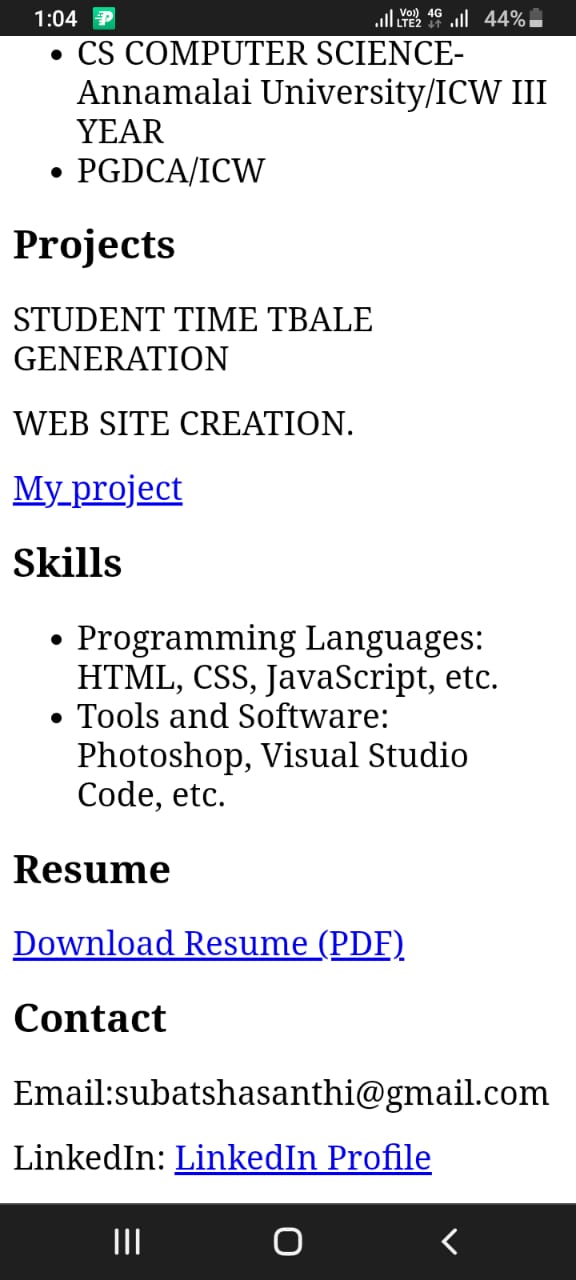 1:04 Vo)) LTE2 4G 44%
CS COMPUTER SCIENCE-
Annamalai University/ICW III
YEAR
PGDCA/ICW
Projects
STUDENT TIME TBALE
GENERATION
WEB SITE CREATION.
My project
Skills
Programming Languages:
HTML, CSS, JavaScript, etc.
Tools and Software:
Photoshop, Visual Studio
Code, etc.
Resume
Download Resume (PDF)
Contact
Email:subatshasanthi@gmail.com
LinkedIn: LinkedIn Profile